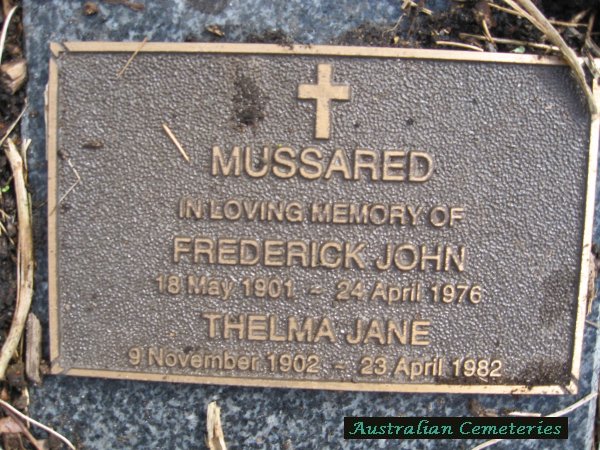 MUSSARED
IN LOVING MEMORY OF
FREDERICK JOHN
18 May 1901 - 24 April 1976
THELMA JANE
9 November 1902 - 23 April 1982
Australian Cemeteries